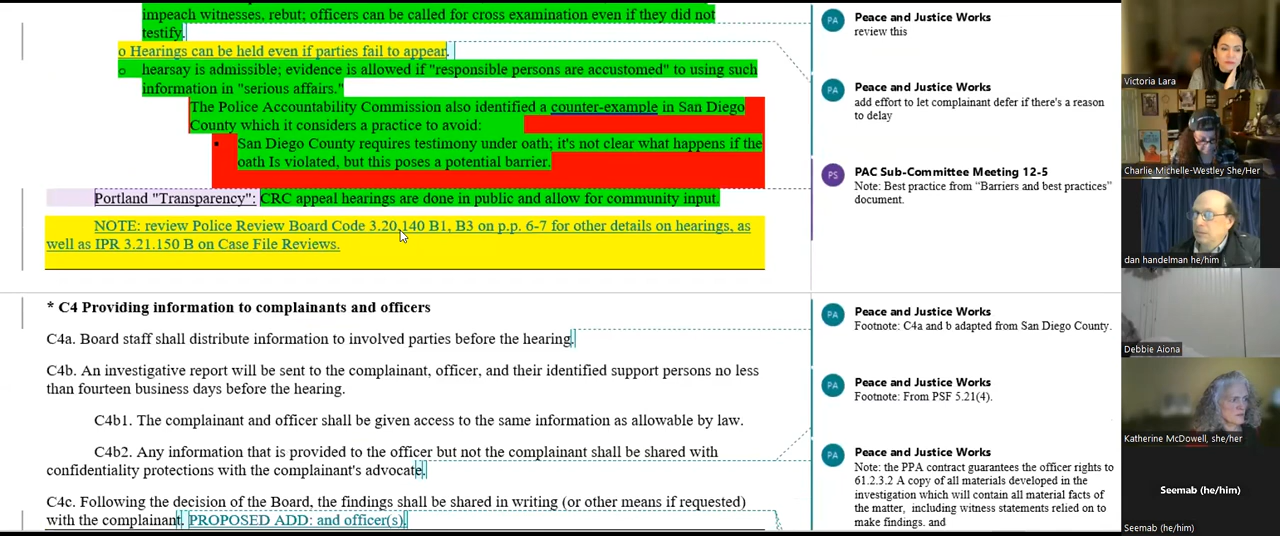 impeach witnesses, rebut; officers can be called for cross examination even if they did not
testify.
o Hearings can be held even if parties fail to appear.
o hearsay is admissible; evidence is allowed if "responsible persons are accustomed" to using such
information in "serious affairs."
The Police Accountability Commission also identified a counter-example in San Diego
County which it considers a practice to avoid:
▪ San Diego County requires testimony under oath; it's not clear what happens if the
oath Is violated, but this poses a potential barrier.
Portland "Transparency": CRC appeal hearings are done in public and allow for community input.
NOTE: review Police Review Board Code 3.20.140 B1, B3 on p.p. 6-7 for other details on hearings, as
well as IPR 3.21.150 B on Case File Reviews.
* C4 Providing information to complainants and officers
C4a. Board staff shall distribute information to involved parties before the hearing.
C4b. An investigative report will be sent to the complainant, officer, and their identified support persons no less
than fourteen business days before the hearing.
C4b1. The complainant and officer shall be given access to the same information as allowable by law.
C4b2. Any information that is provided to the officer but not the complainant shall be shared with
confidentiality protections with the complainant's advocate.
C4c. Following the decision of the Board, the findings shall be shared in writing (or other means if requested)
with the complainant. PROPOSED ADD: and officer(s).
PA Peace and Justice Works
review this
PA Peace and Justice Works
add effort to let complainant defer if there's a reason
to delay
PS PAC Sub-Committee Meeting 12-5
Note: Best practice from “Barriers and best practices”
document.
PA Peace and Justice Works
Footnote: C4a and b adapted from San Diego County.
PA Peace and Justice Works
Footnote: From PSF 5.21(4).
PA Peace and Justice Works
Note: the PPA contract guarantees the officer rights to
61.2.3.2 A copy of all materials developed in the
investigation which will contain all material facts of
the matter, including witness statements relied on to
make findings. and
Victoria Lara
Charlie Michelle-Westley She/Her
dan handelman he/him
Debbie Aiona
Katherine McDowell, she/her
Seemab (he/him)
Seemab (he/him)